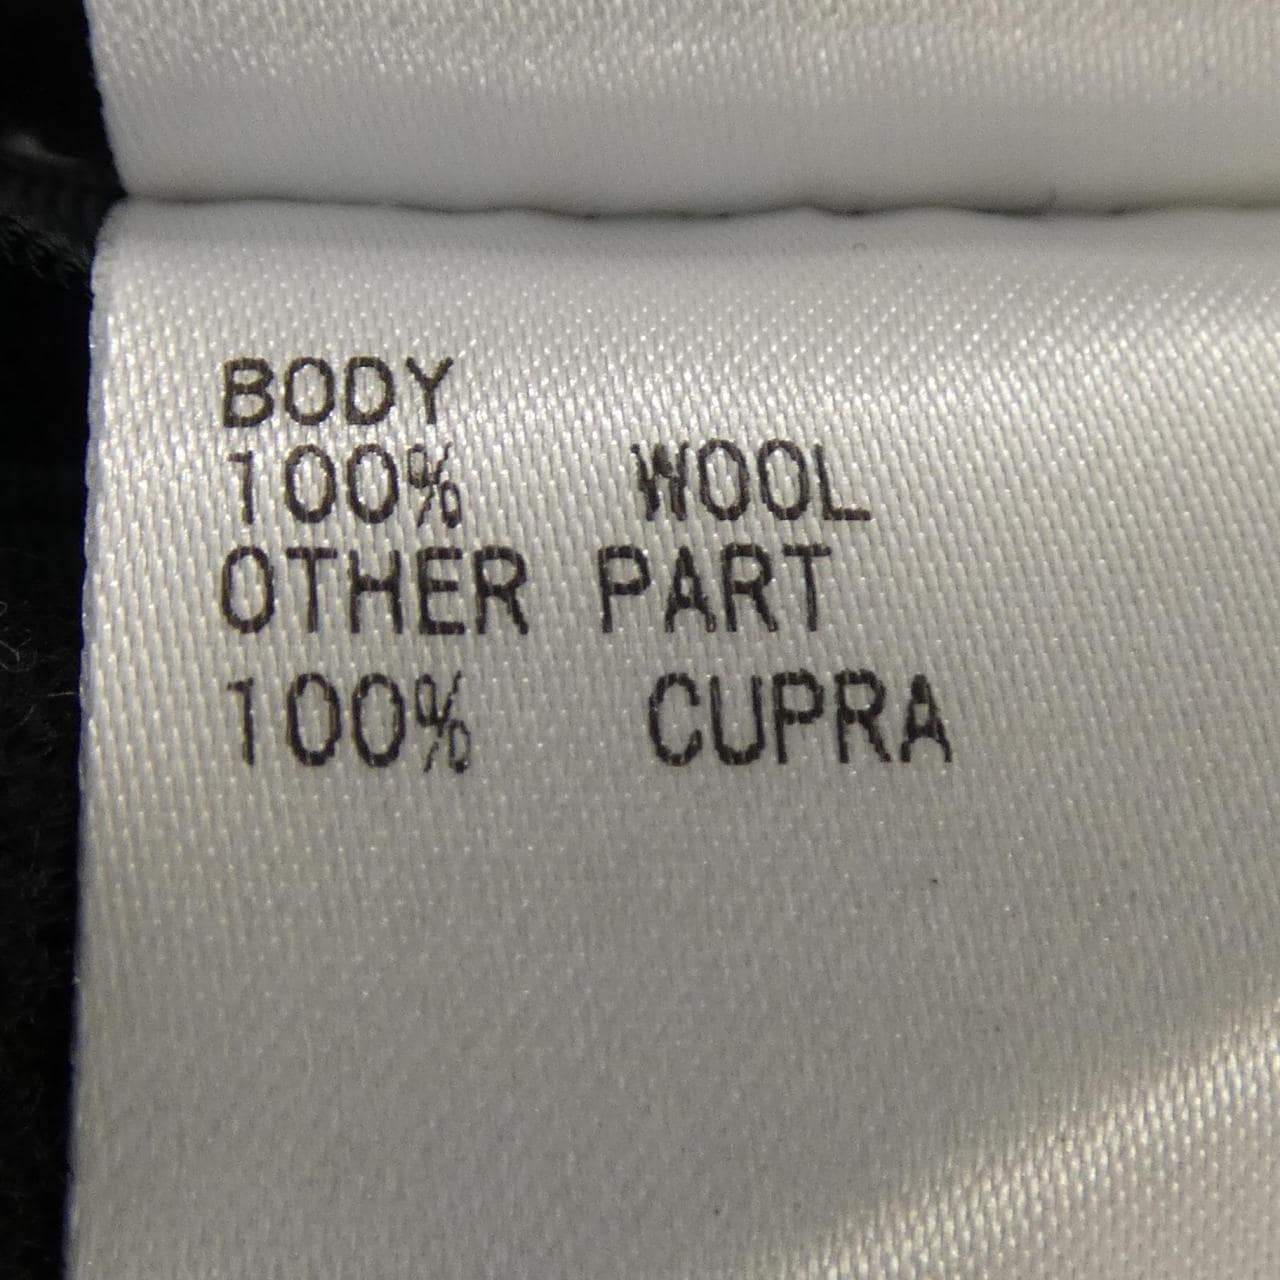 BODY
100% WOOL
OTHER PART
100% CUPRA